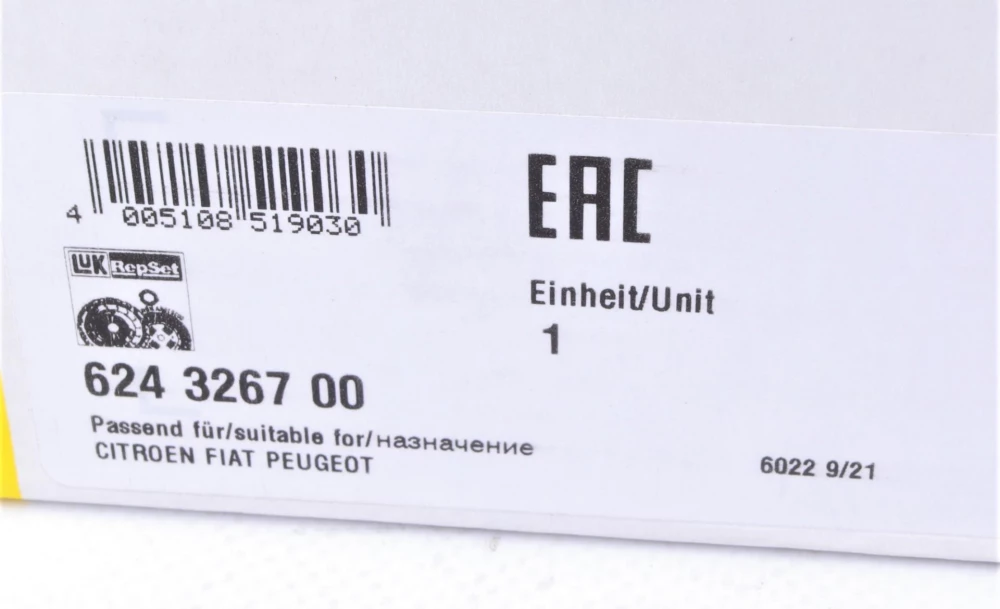 4 005108 519030
LuK RepSet
624 3267 00
Passend für/suitable for/назначение
CITROEN FIAT PEUGEOT
EAC
Einheit/Unit
1
6022 9/21